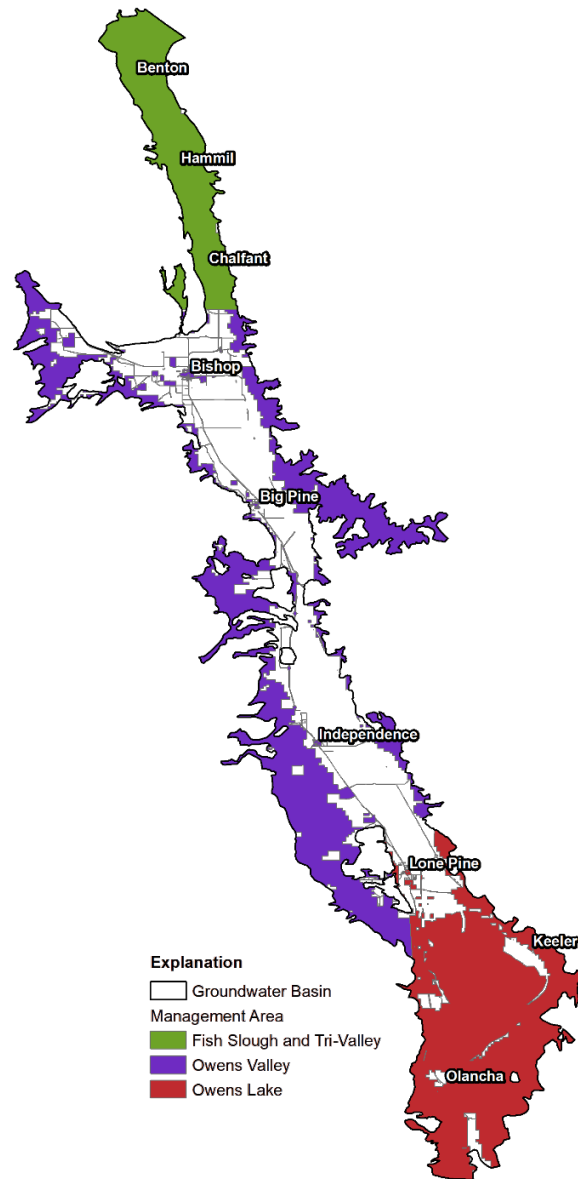 Benton
Hammil
Chalfant
Bishop
Big Pine
Independence
Lone Pine
Keeler
Olancha
Explanation
Groundwater Basin
Management Area
Fish Slough and Tri-Valley
Owens Valley
Owens Lake